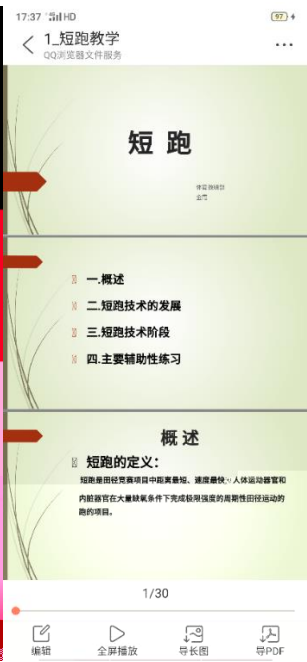 17:37 HD 97
1_短跑教学
QQ浏览器文件服务
短 跑
一.概述
二.短跑技术的发展
三.短跑技术阶段
四.主要辅助性练习
概 述
短跑的定义：
短跑是田径竞赛项目中距离最短、速度最快、人体运动器官和
内脏器官在大量缺氧条件下完成极限强度的周期性田径运动的
跑的项目。
1/30
编辑 全屏播放 导长图 导PDF